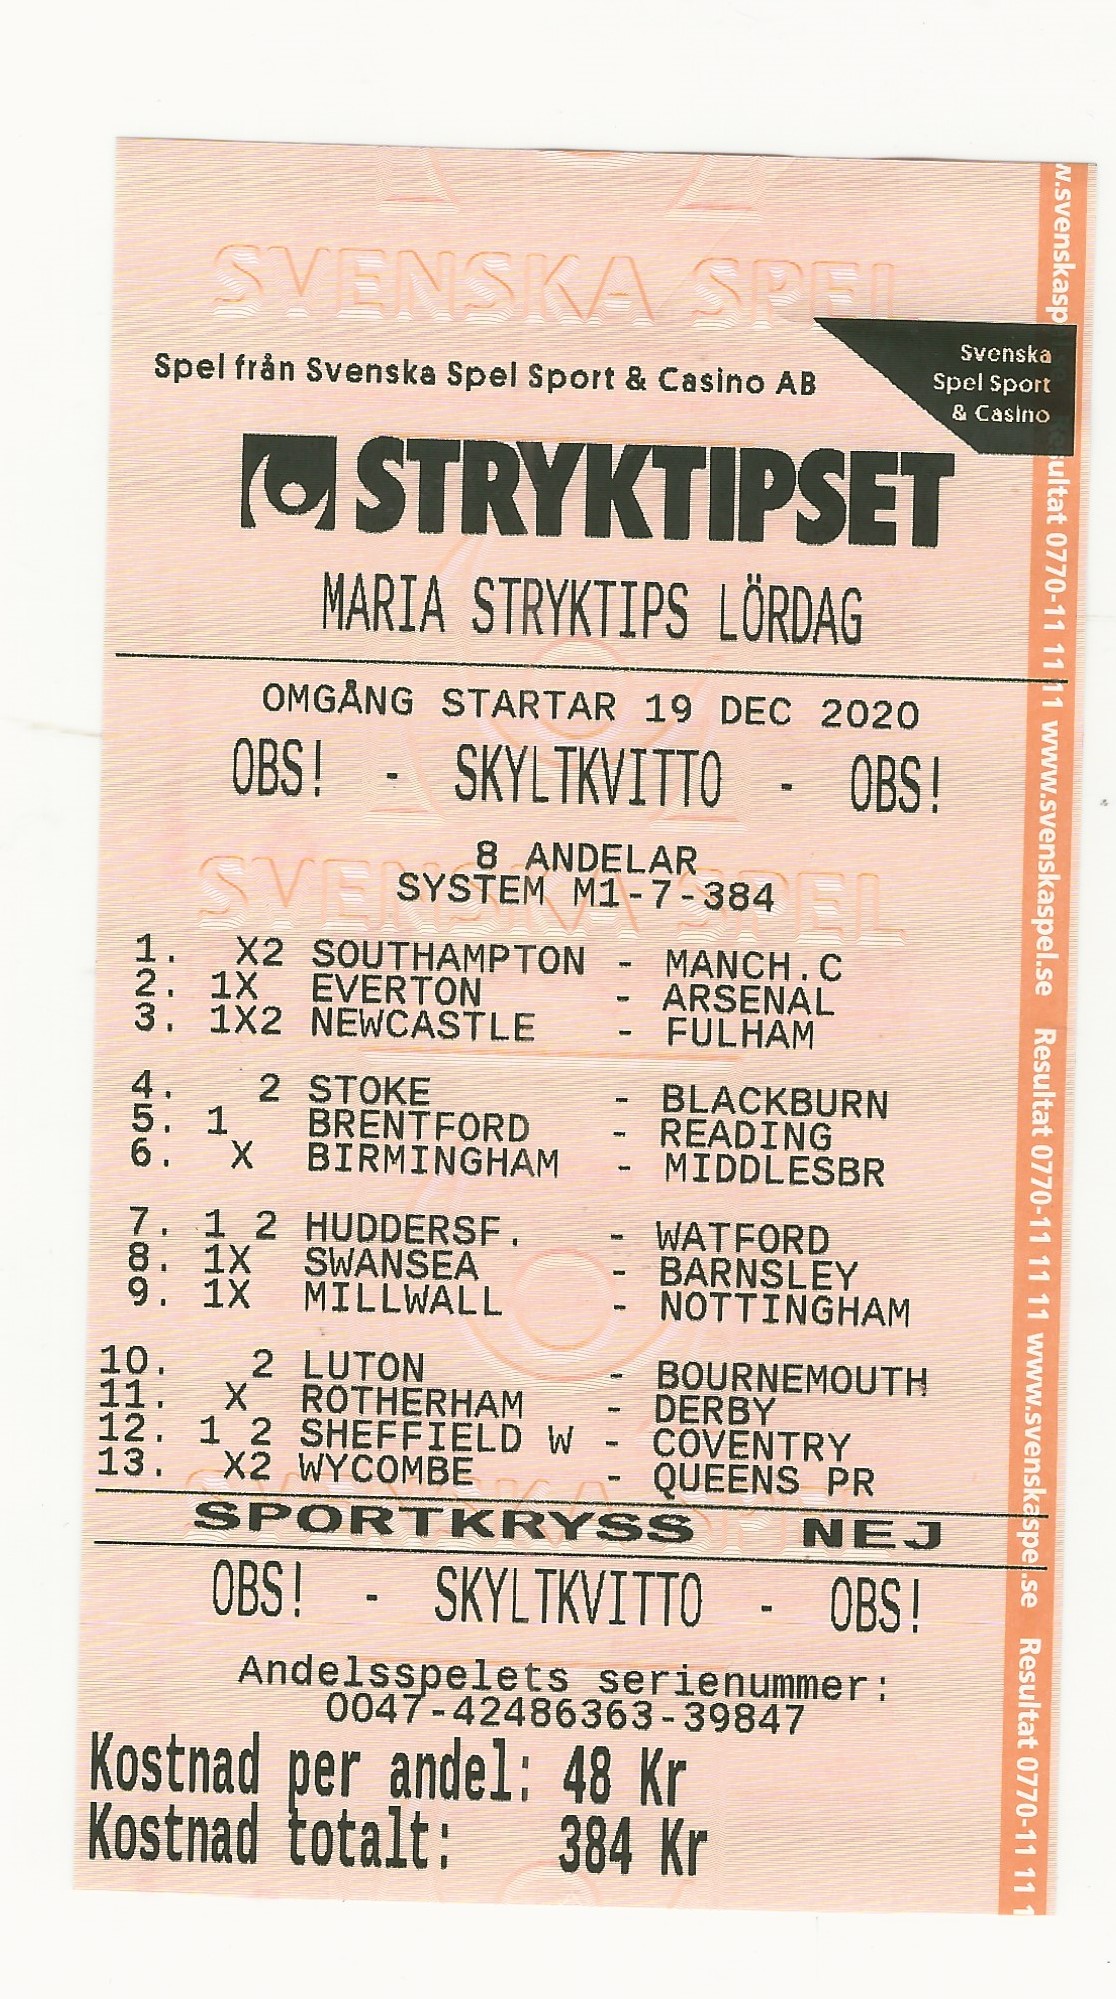 SVENSKA SPEL
Spel från Svenska Spel Sport & Casino AB
Svenska
Spel Sport
& Casino
STRYKTIPSET
MARIA STRYKTIPS LÖRDAG
OMGÅNG STARTAR 19 DEC 2020
OBS! - SKYLTKVITTO - OBS!
8 ANDELAR
SVENSKA SPEL
SYSTEM M1-7-384
1. X2 SOUTHAMPTON - MANCH.C
2. 1X EVERTON - ARSENAL
3. 1X2 NEWCASTLE - FULHAM
4. 2 STOKE - BLACKBURN
5. 1 BRENTFORD - READING
6. X BIRMINGHAM - MIDDLESBR
7. 1 2 HUDDERSF. - WATFORD
8. 1X SWANSEA - BARNSLEY
9. 1X MILLWALL - NOTTINGHAM
10. 2 LUTON - BOURNEMOUTH
11. X ROTHERHAM - DERBY
12. 1 2 SHEFFIELD W - COVENTRY
13. X2 WYCOMBE - QUEENS PR
SPORTKRYSS NEJ
OBS! - SKYLTKVITTO - OBS!
Andelsspelets serienummer:
0047-42486363-39847
Kostnad per andel: 48 Kr
Kostnad totalt: 384 Kr
w.svenskasp sultat 0770-11 11 11 www.svenskaspel.se Resultat 0770-11 11 11 www.svenskaspel.se Resultat 0770-11 11 1